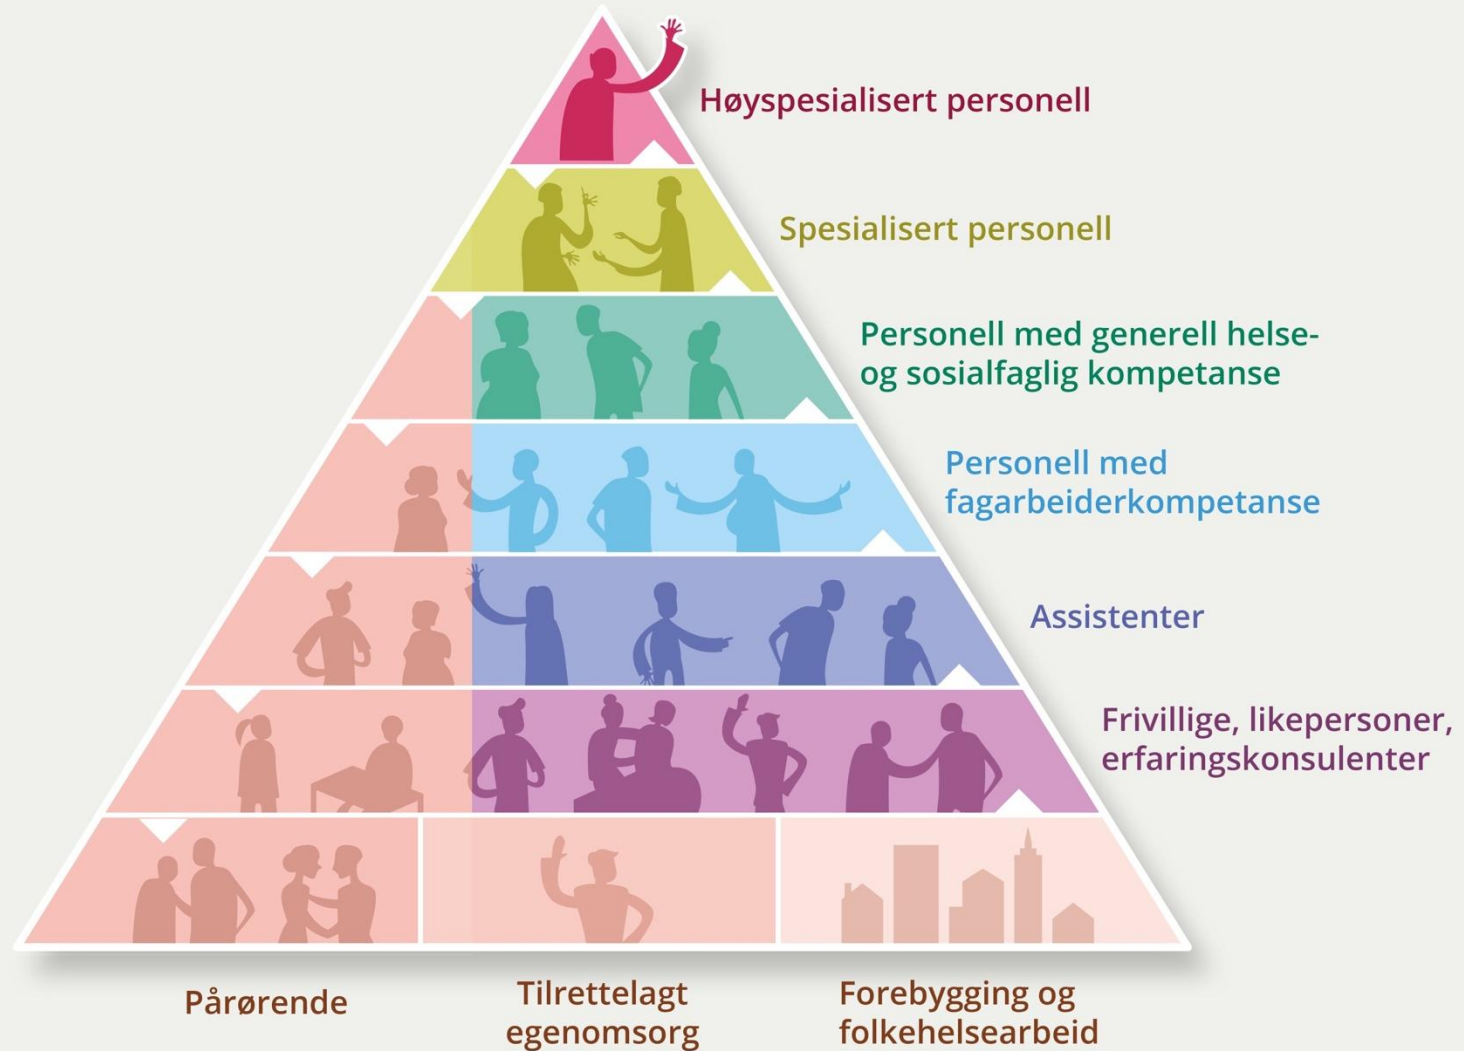 Høyspesialisert personell
Spesialisert personell
Personell med generell helse-
og sosialfaglig kompetanse
Personell med
fagarbeiderkompetanse
Assistenter
Frivillige, likepersoner,
erfaringskonsulenter
Pårørende
Tilrettelagt
egenomsorg
Forebygging og
folkehelsearbeid